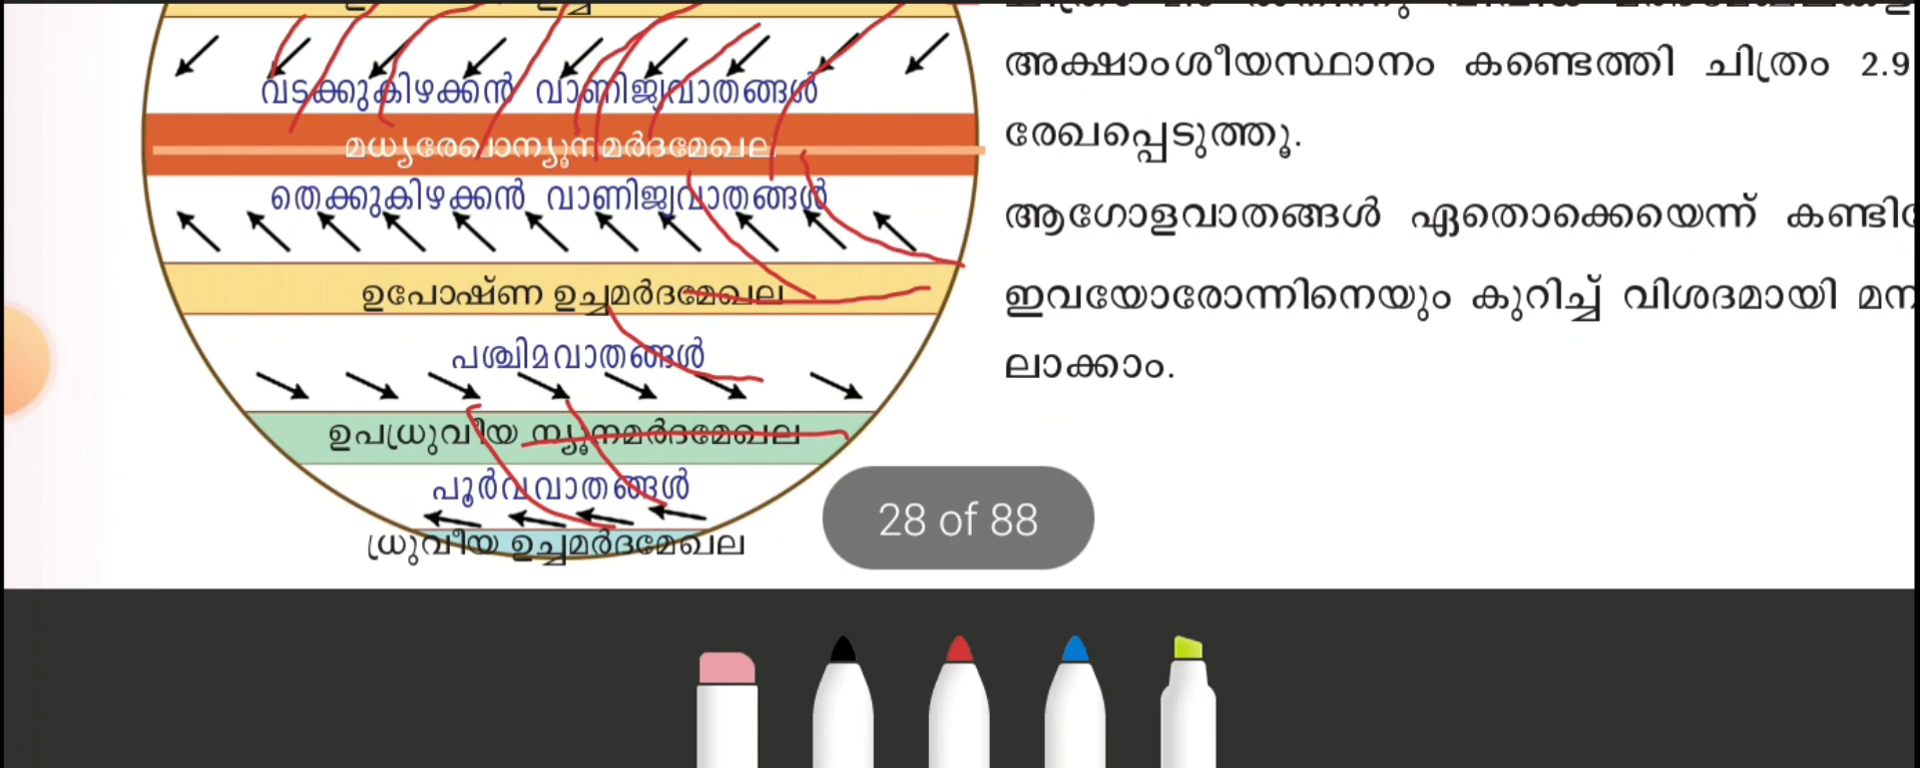 വടക്കുകിഴക്കൻ വാണിജ്യവാതങ്ങൾ
മധ്യരേഖാന്യൂനമർദമേഖല
തെക്കുകിഴക്കൻ വാണിജ്യവാതങ്ങൾ
ഉപോഷ്ണ ഉച്ചമർദമേഖല
പശ്ചിമവാതങ്ങൾ
ഉപധ്രുവീയ ന്യൂനമർദമേഖല
പൂർവവാതങ്ങൾ
ധ്രുവീയ ഉച്ചമർദമേഖല
അക്ഷാംശീയസ്ഥാനം കണ്ടെത്തി ചിത്രം 2.9
രേഖപ്പെടുത്തൂ.
ആഗോളവാതങ്ങൾ ഏതൊക്കെയെന്ന്
ഇവയോരോന്നിനെയും കുറിച്ച് വിശദമായി
ലാക്കാം.
28 of 88